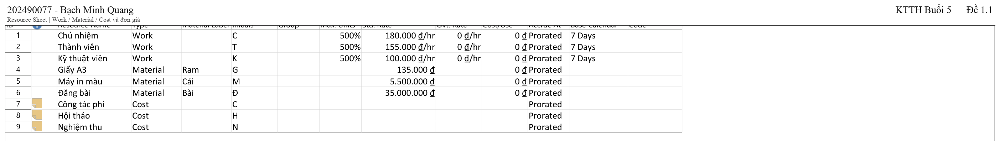 202490077 - Bạch Minh Quang
KTTH Buổi 5 — Đề 1.1
Resource Sheet | Work / Material / Cost và đơn giá
ID Resource Name Type Material Label Initials Group Max. Units Std. Rate Ovt. Rate Cost/Use Accrue At Base Calendar Code
1 Chủ nhiệm Work C 500% 180.000 ₫/hr 0 ₫/hr 0 ₫ Prorated 7 Days
2 Thành viên Work T 500% 155.000 ₫/hr 0 ₫/hr 0 ₫ Prorated 7 Days
3 Kỹ thuật viên Work K 500% 100.000 ₫/hr 0 ₫/hr 0 ₫ Prorated 7 Days
4 Giấy A3 Material Ram G 135.000 ₫ 0 ₫ Prorated
5 Máy in màu Material Cái M 5.500.000 ₫ 0 ₫ Prorated
6 Đăng bài Material Bài Đ 35.000.000 ₫ 0 ₫ Prorated
7 Công tác phí Cost C Prorated
8 Hội thảo Cost H Prorated
9 Nghiệm thu Cost N Prorated